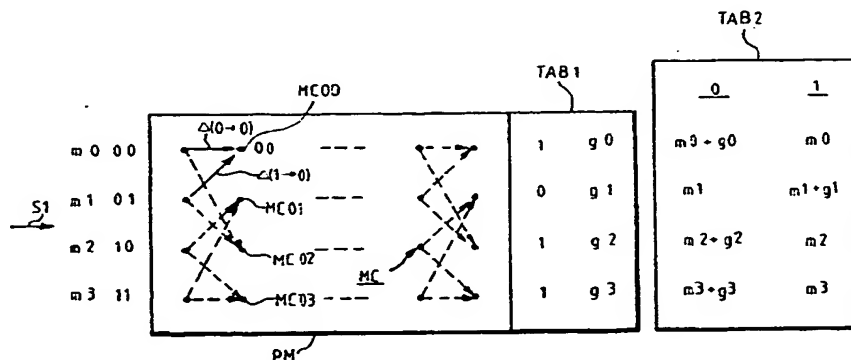 TAB2
TAB1
MC00
0 1
Δ(0→0)
m0 00 00 1 g0 m0+g0 m0
Δ(1→0)
m1 01 0 g1 m1 m1+g1
S1 MC01
m2 10 MC02 MC 1 g2 m2+g2 m2
m3 11 MC03 1 g3 m3+g3 m3
PM